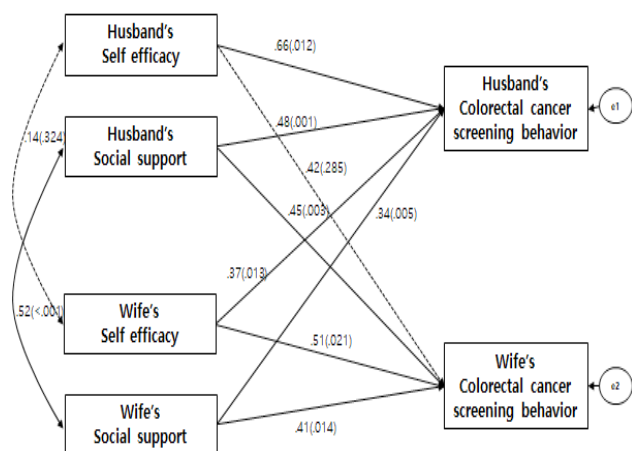 Husband's
Self efficacy
.66(.012)
Husband's
Colorectal cancer
screening behavior
e1
Husband's
Social support
.48(.001)
.14(.324)
.42(.285)
.45(.003)
.34(.005)
.37(.013)
.52(<.001)
Wife's
Self efficacy
.51(.021)
Wife's
Colorectal cancer
screening behavior
e2
Wife's
Social support
.41(.014)